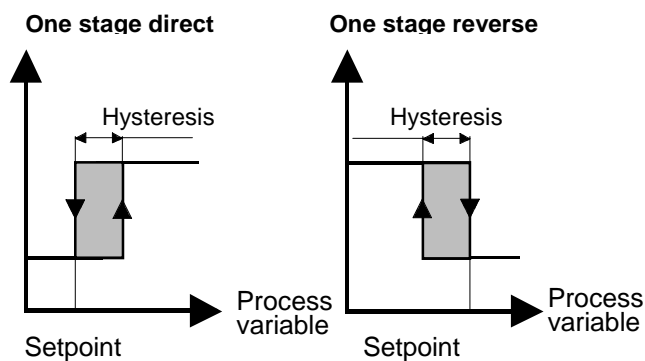 One stage direct
One stage reverse
Hysteresis
Hysteresis
Process
variable
Process
variable
Setpoint
Setpoint